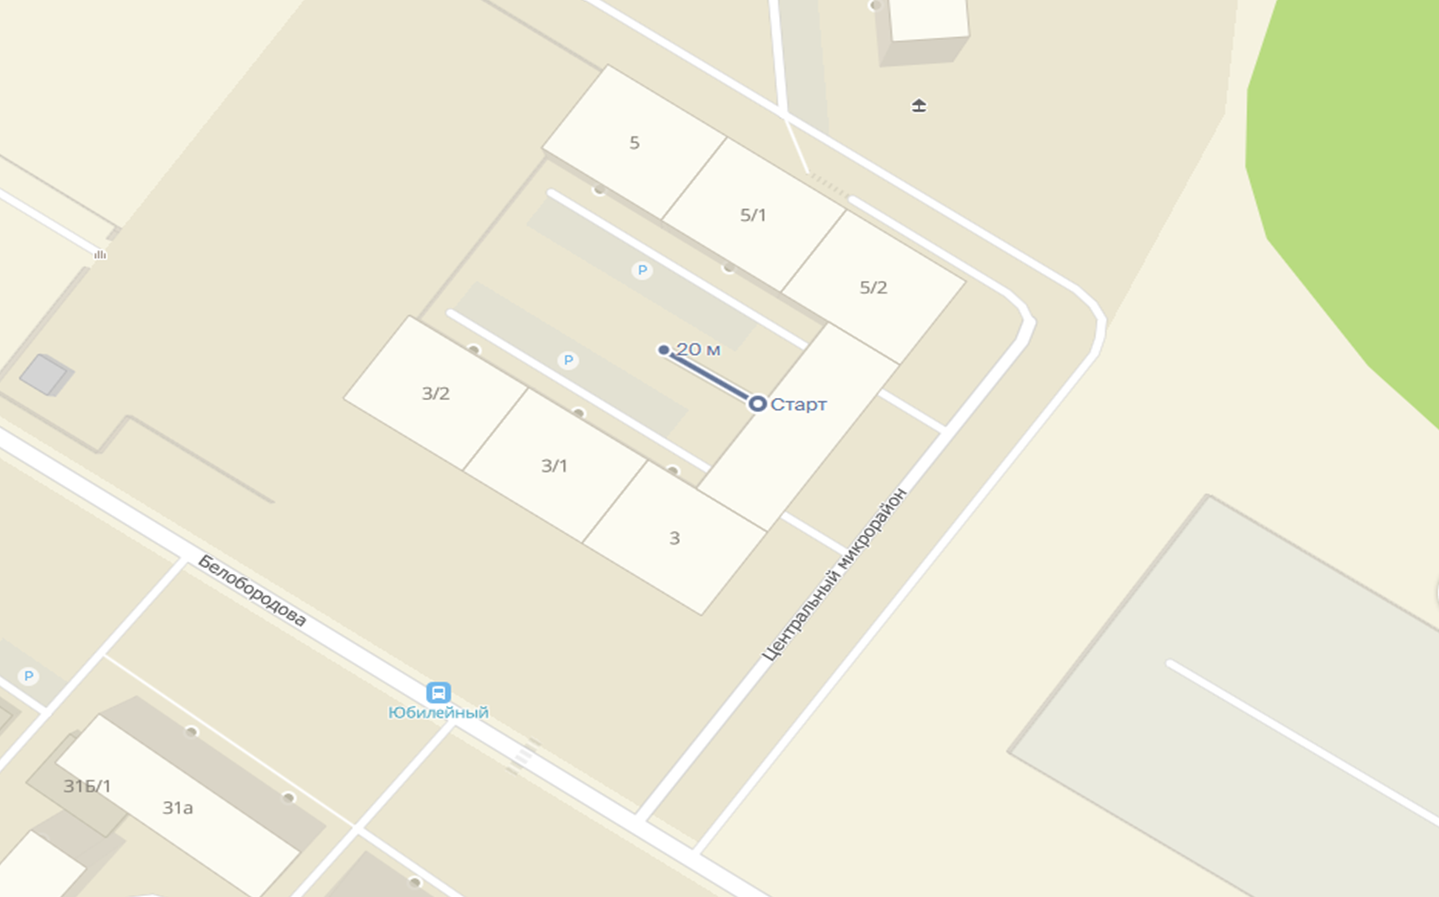 5
5/1
P
5/2
20 м
P
Старт
3/2
3/1
3
Центральный микрорайон
Белобородова
P
Юбилейный
31Б/1
31а